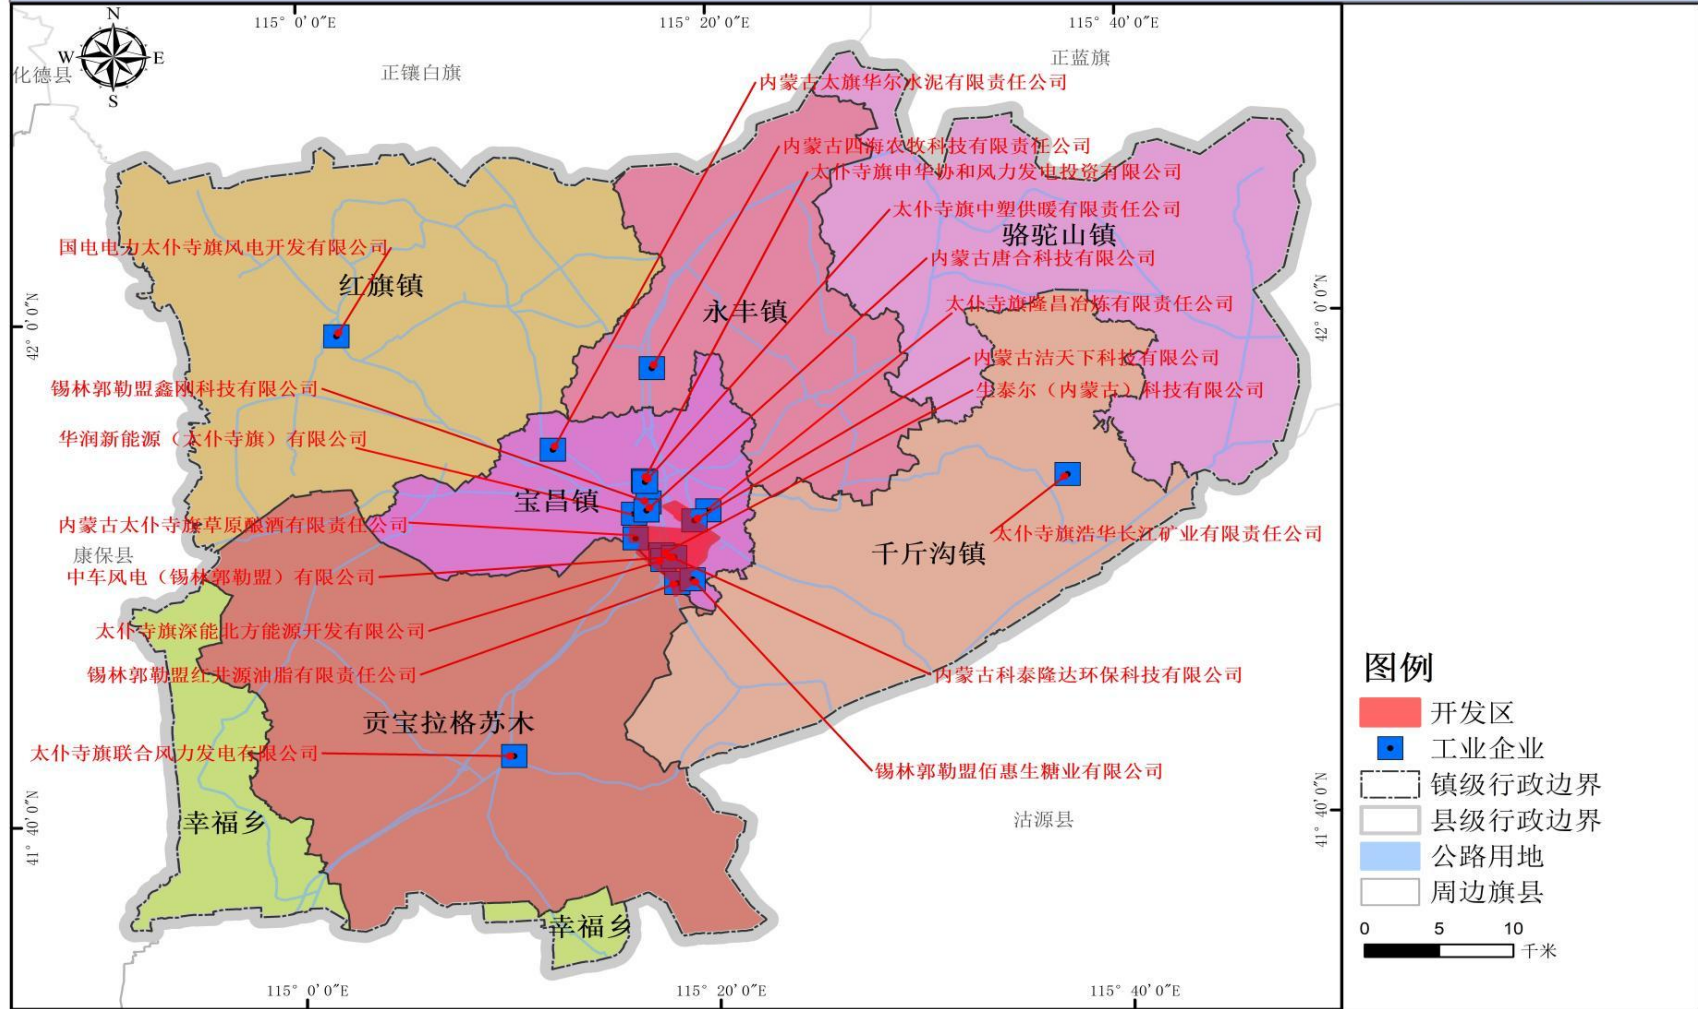 115° 0′0″E
115° 20′0″E
115° 40′0″E
N
W
E
S
化德县
正镶白旗
正蓝旗
内蒙古太旗华尔水泥有限责任公司
内蒙古四海农牧科技有限责任公司
太仆寺旗申华协和风力发电投资有限公司
太仆寺旗中塑供暖有限责任公司
骆驼山镇
国电电力太仆寺旗风电开发有限公司
内蒙古唐合科技有限公司
红旗镇
太仆寺旗隆昌冶炼有限责任公司
永丰镇
42° 0′0″N
42° 0′0″N
内蒙古洁天下科技有限公司
锡林郭勒盟鑫刚科技有限公司
生泰尔（内蒙古）科技有限公司
华润新能源（太仆寺旗）有限公司
宝昌镇
内蒙古太仆寺旗草原酿酒有限责任公司
太仆寺旗浩华长江矿业有限责任公司
康保县
千斤沟镇
中车风电（锡林郭勒盟）有限公司
太仆寺旗深能北方能源开发有限公司
锡林郭勒盟红井源油脂有限责任公司
内蒙古科泰隆达环保科技有限公司
贡宝拉格苏木
太仆寺旗联合风力发电有限公司
锡林郭勒盟佰惠生糖业有限公司
幸福乡
沽源县
41° 40′0″N
41° 40′0″N
幸福乡
115° 0′0″E
115° 20′0″E
115° 40′0″E
图例
开发区
工业企业
镇级行政边界
县级行政边界
公路用地
周边旗县
0 5 10
千米